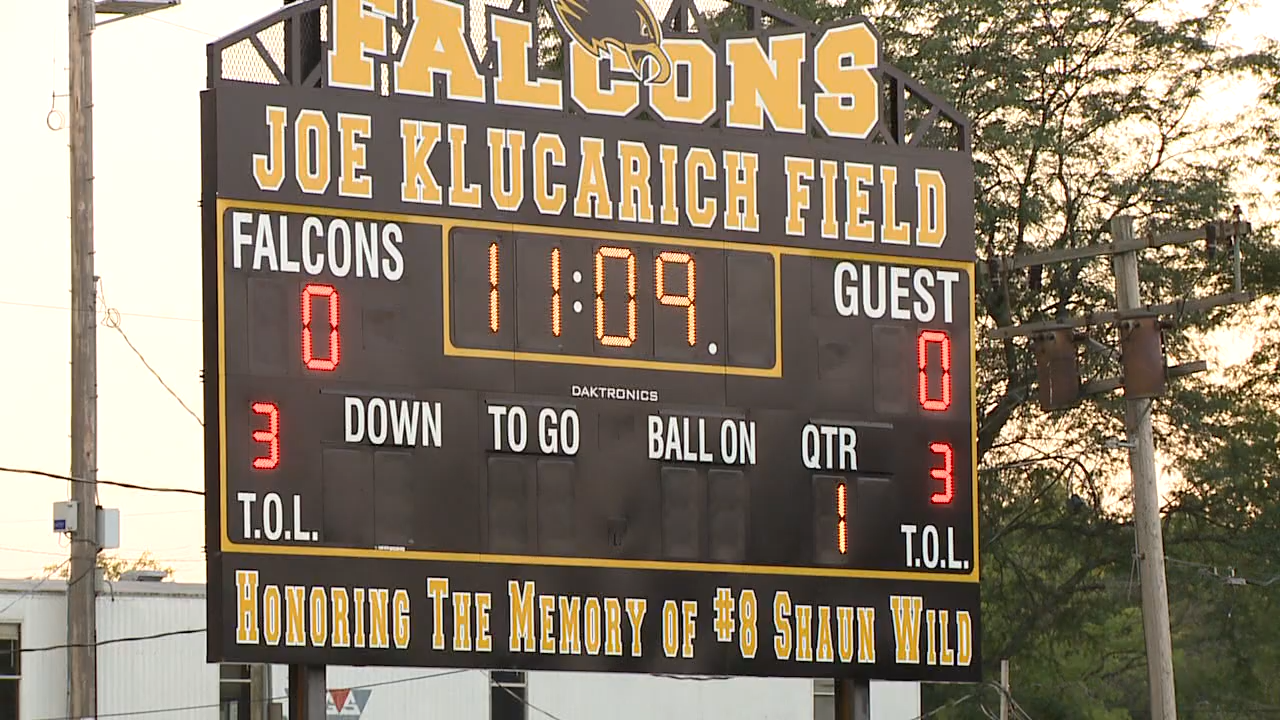 FALCONS
JOE KLUCARICH FIELD
FALCONS 11:09. GUEST
0 0
DAKTRONICS
3 DOWN TO GO BALL ON QTR 3
T.O.L. 1 T.O.L.
HONORING THE MEMORY OF #8 SHAUN WILD